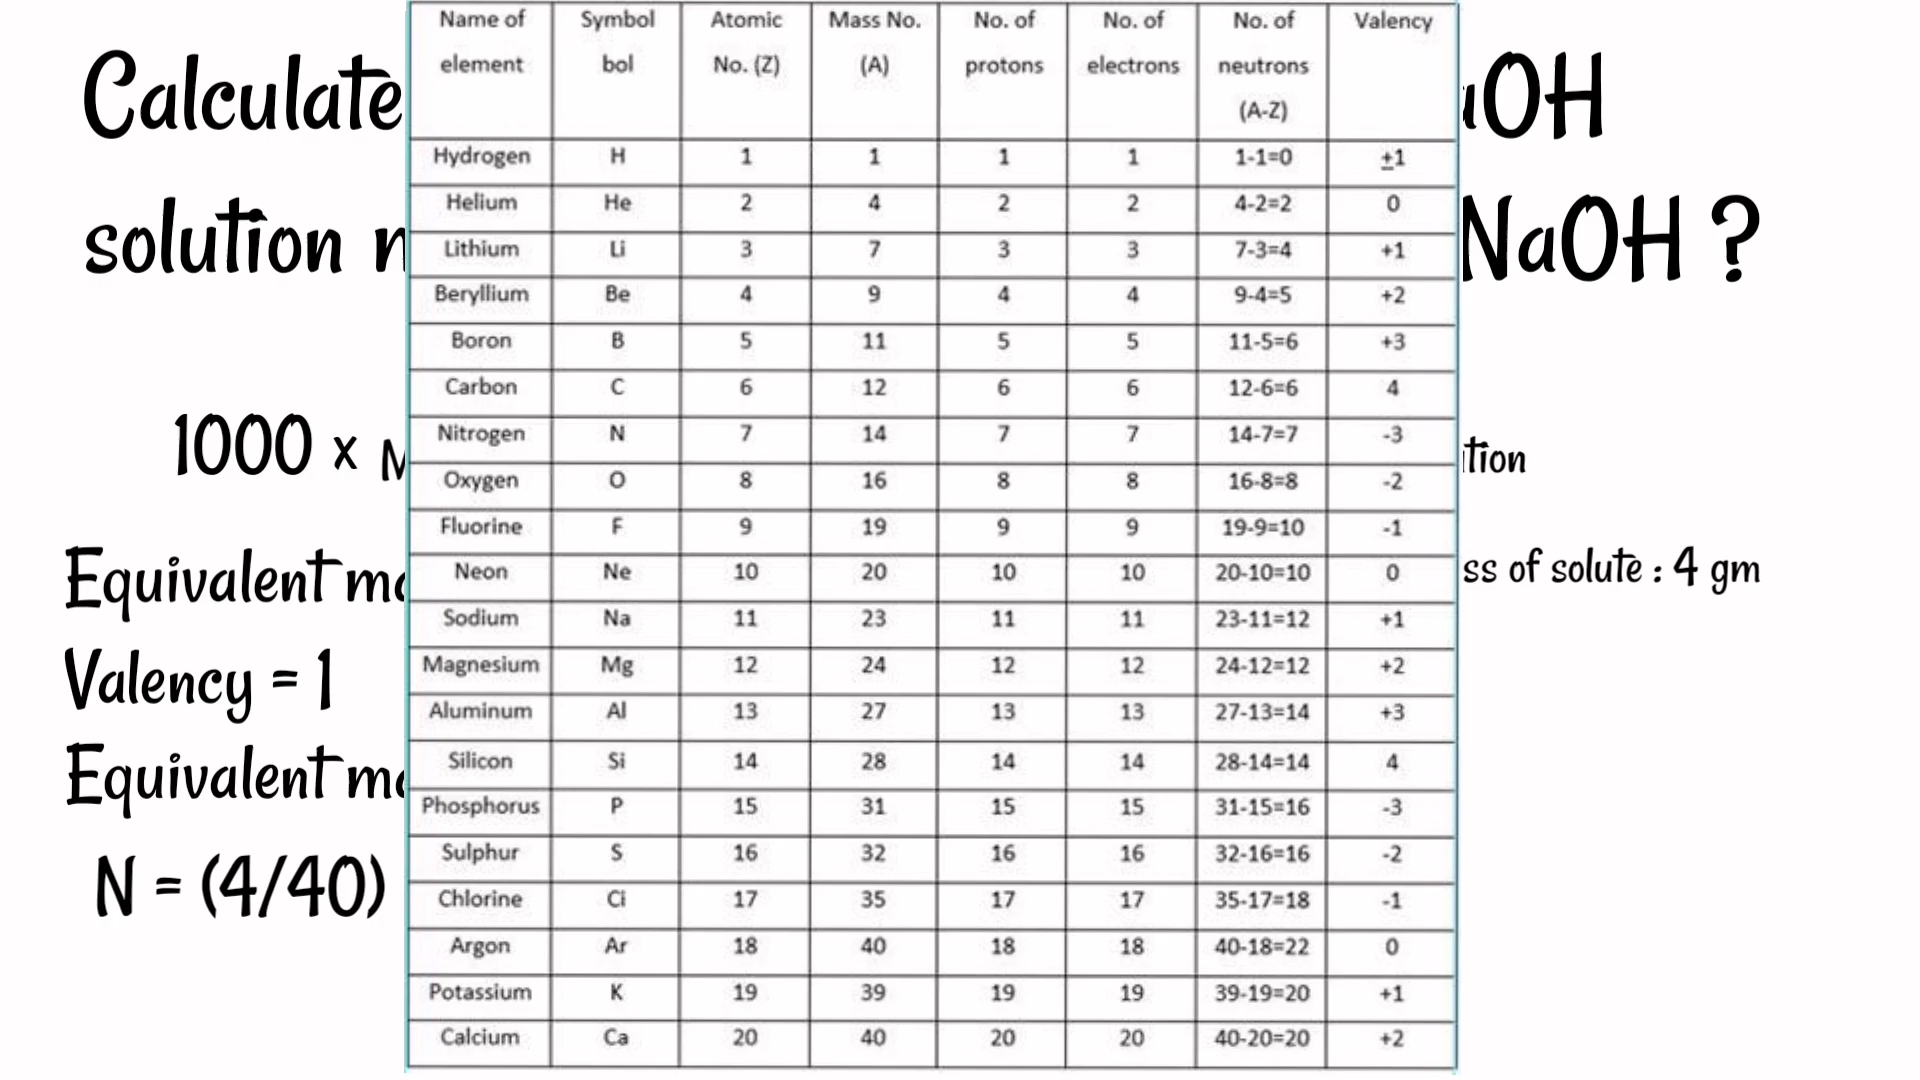 Calculate
solution
1000 ×
Equivalent
Valency = 1
Equivalent
N = (4/40)
Name of element Symbol bol Atomic No. (Z) Mass No. (A) No. of protons No. of electrons No. of neutrons (A-Z) Valency
Hydrogen H 1 1 1 1 1-1=0 ±1
Helium He 2 4 2 2 4-2=2 0
Lithium Li 3 7 3 3 7-3=4 +1
Beryllium Be 4 9 4 4 9-4=5 +2
Boron B 5 11 5 5 11-5=6 +3
Carbon C 6 12 6 6 12-6=6 4
Nitrogen N 7 14 7 7 14-7=7 -3
Oxygen O 8 16 8 8 16-8=8 -2
Fluorine F 9 19 9 9 19-9=10 -1
Neon Ne 10 20 10 10 20-10=10 0
Sodium Na 11 23 11 11 23-11=12 +1
Magnesium Mg 12 24 12 12 24-12=12 +2
Aluminum Al 13 27 13 13 27-13=14 +3
Silicon Si 14 28 14 14 28-14=14 4
Phosphorus P 15 31 15 15 31-15=16 -3
Sulphur S 16 32 16 16 32-16=16 -2
Chlorine Cl 17 35 17 17 35-17=18 -1
Argon Ar 18 40 18 18 40-18=22 0
Potassium K 19 39 19 19 39-19=20 +1
Calcium Ca 20 40 20 20 40-20=20 +2
OH
NaOH ?
tion
ss of solute : 4 gm